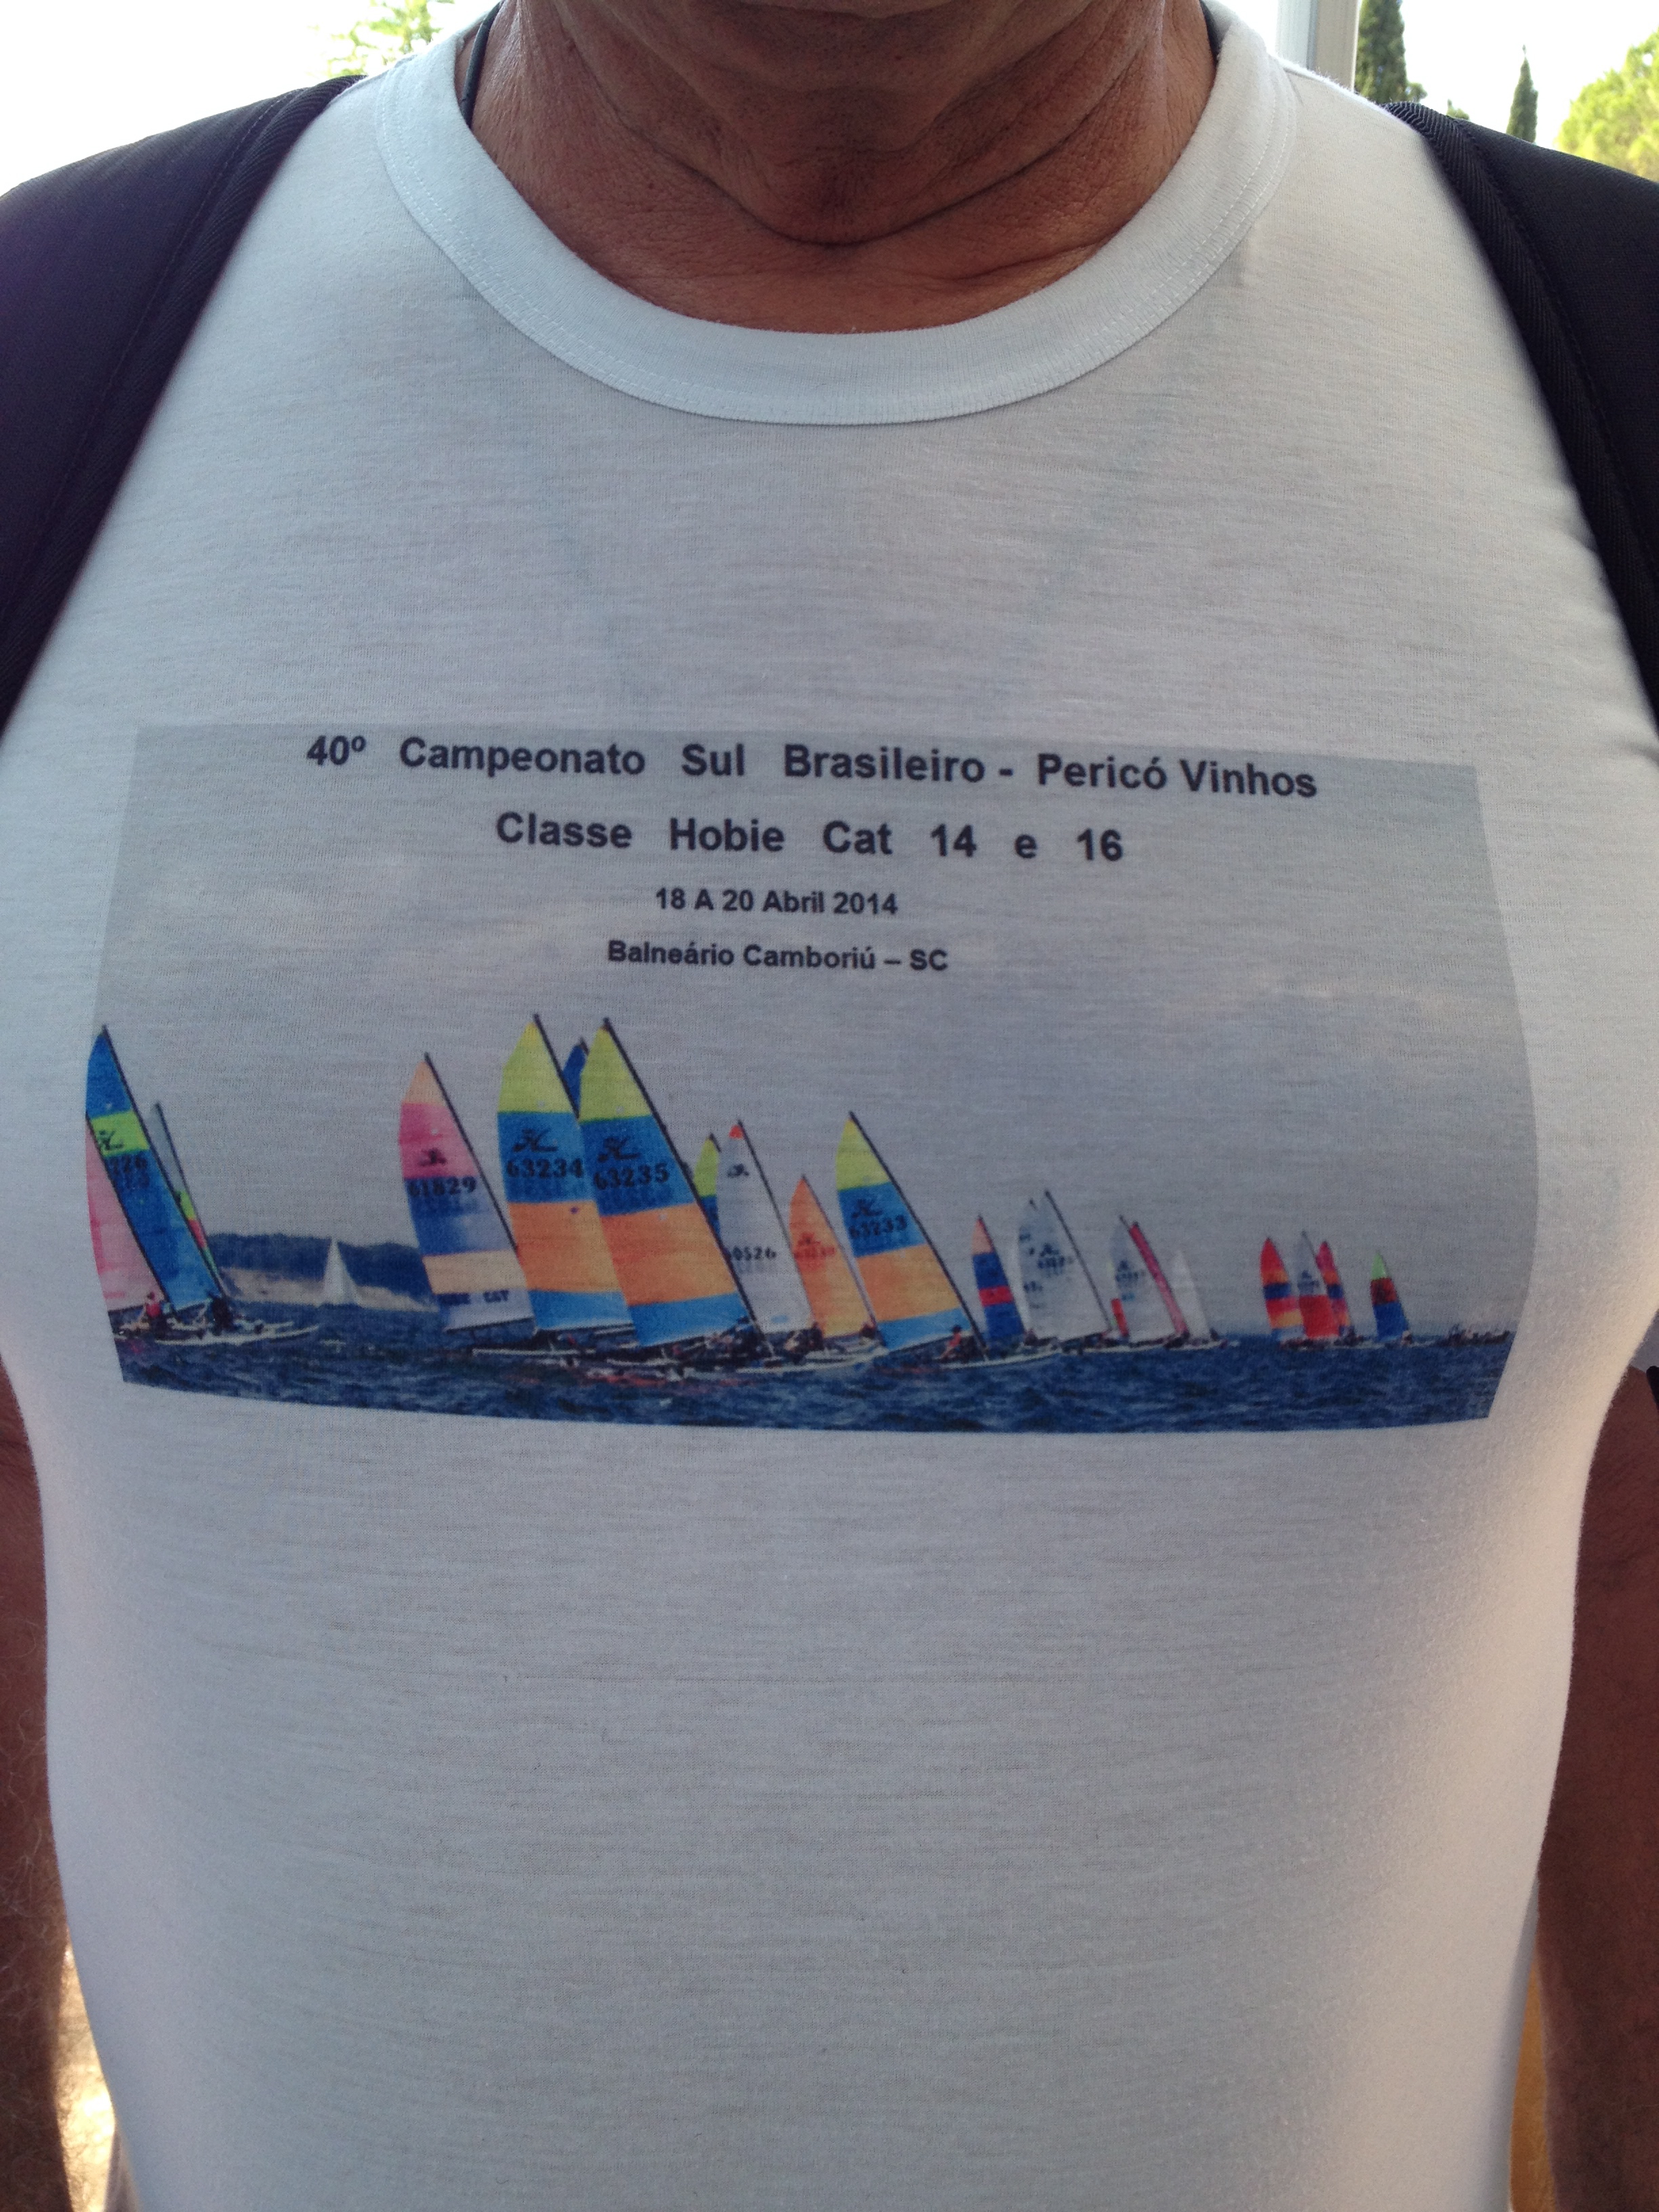 40º Campeonato Sul Brasileiro - Pericó Vinhos
Classe Hobie Cat 14 e 16
18 A 20 Abril 2014
Balneário Camboriú – SC
63234
63235
63233